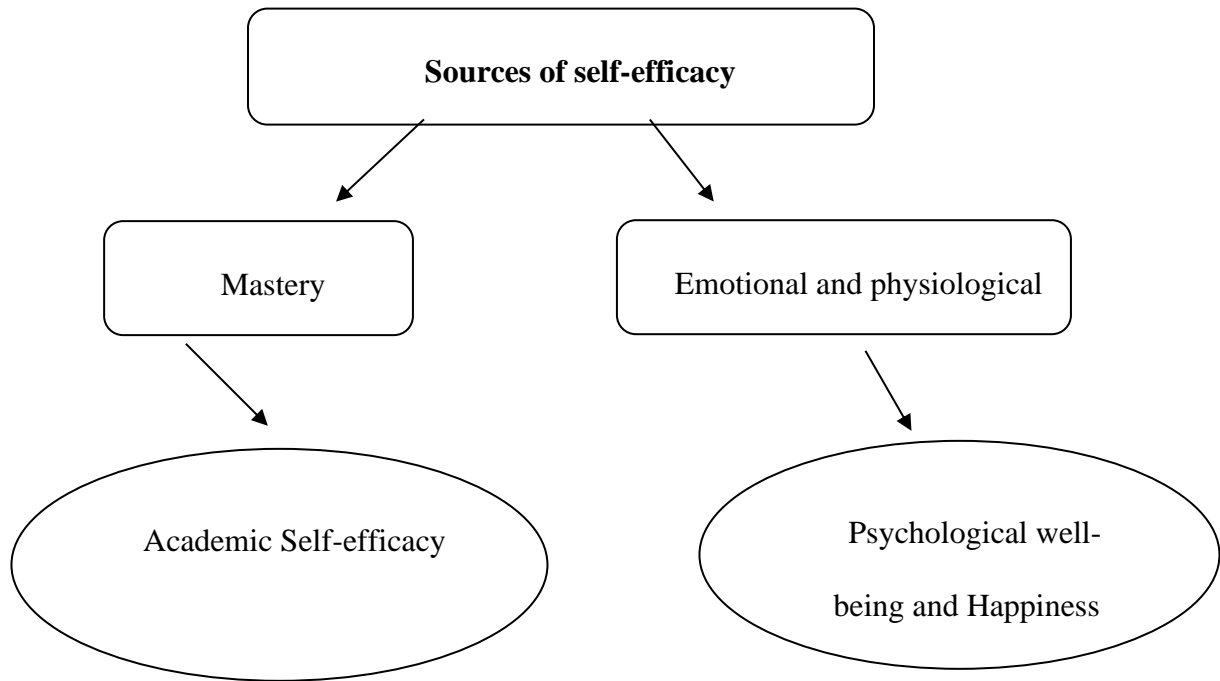 Sources of self-efficacy
Mastery
Emotional and physiological
Academic Self-efficacy
Psychological well-
being and Happiness